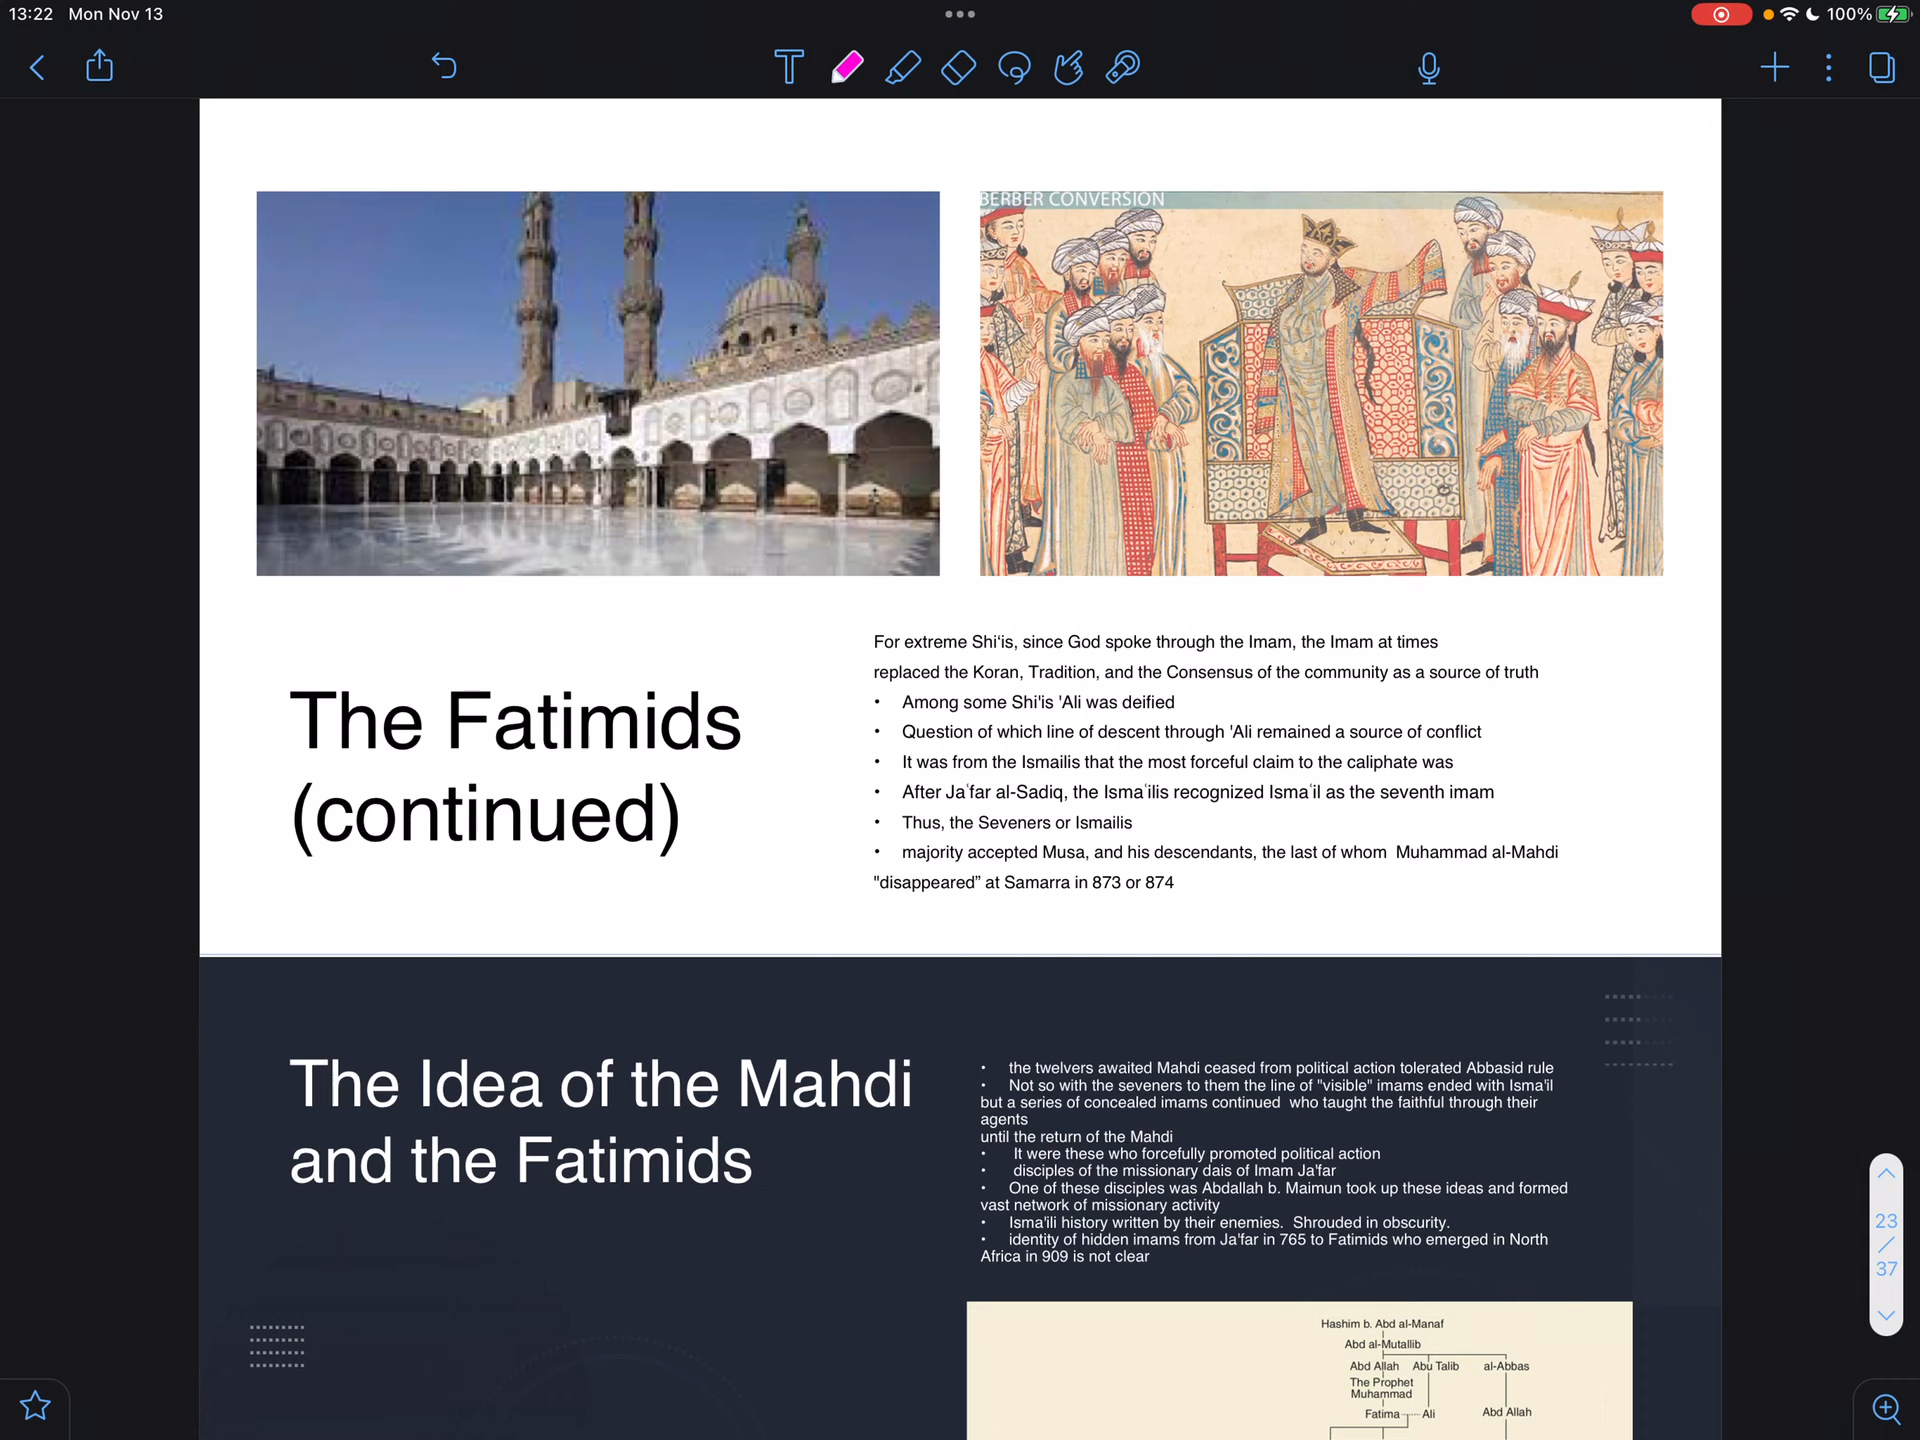 13:22 Mon Nov 13
100%
BERBER CONVERSION
The Fatimids
(continued)
For extreme Shi‘is, since God spoke through the Imam, the Imam at times
replaced the Koran, Tradition, and the Consensus of the community as a source of truth
• Among some Shi'is 'Ali was deified
• Question of which line of descent through 'Ali remained a source of conflict
• It was from the Ismailis that the most forceful claim to the caliphate was
• After Jaʿfar al-Sadiq, the Ismaʿilis recognized Ismaʿil as the seventh imam
• Thus, the Seveners or Ismailis
• majority accepted Musa, and his descendants, the last of whom Muhammad al-Mahdi
"disappeared” at Samarra in 873 or 874
The Idea of the Mahdi
and the Fatimids
• the twelvers awaited Mahdi ceased from political action tolerated Abbasid rule
• Not so with the seveners to them the line of "visible" imams ended with Isma'il
but a series of concealed imams continued who taught the faithful through their
agents
until the return of the Mahdi
• It were these who forcefully promoted political action
• disciples of the missionary dais of Imam Ja'far
• One of these disciples was Abdallah b. Maimun took up these ideas and formed
vast network of missionary activity
• Isma'ili history written by their enemies. Shrouded in obscurity.
• identity of hidden imams from Ja'far in 765 to Fatimids who emerged in North
Africa in 909 is not clear
Hashim b. Abd al-Manaf
Abd al-Mutallib
Abd Allah Abu Talib al-Abbas
The Prophet
Muhammad
Fatima Ali Abd Allah
23
/
37